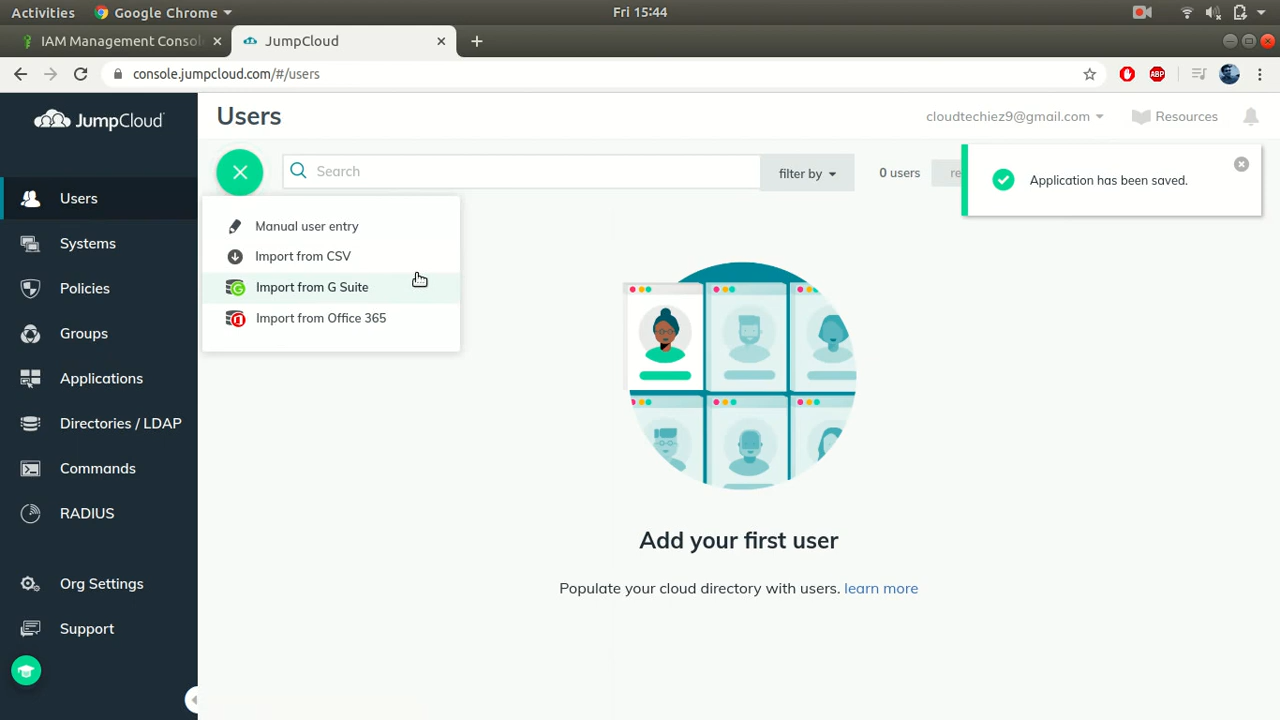 Activities
Google Chrome
Fri 15:44
IAM Management Conso
JumpCloud
console.jumpcloud.com/#/users
ABP
JumpCloud
Users
cloudtechiez9@gmail.com
Resources
Search
filter by
0 users
re
Application has been saved.
Users
Systems
Policies
Groups
Applications
Directories / LDAP
Commands
RADIUS
Org Settings
Support
Manual user entry
Import from CSV
Import from G Suite
Import from Office 365
Add your first user
Populate your cloud directory with users. learn more